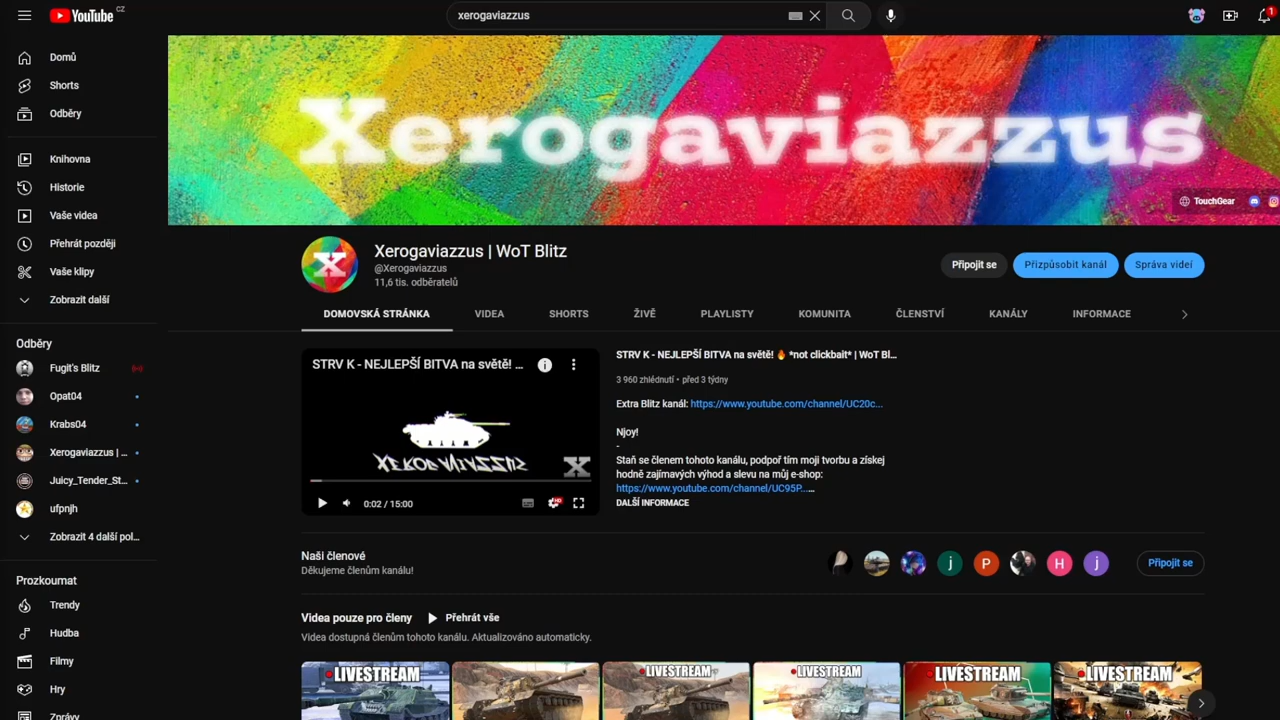 YouTube CZ
xerogaviazzus
1
Domů
Shorts
Odběry
Knihovna
Historie
Vaše videa
Přehrát později
Vaše klipy
Zobrazit další
Odběry
Fugit's Blitz
Opat04
Krabs04
Xerogaviazzus | ...
Juicy_Tender_St...
ufpnjh
Zobrazit 4 další pol...
Prozkoumat
Trendy
Hudba
Filmy
Hry
Zprávy
Xerogaviazzus
TouchGear
X
Xerogaviazzus | WoT Blitz
@Xerogaviazzus
11,6 tis. odběratelů
Připojit se
Přizpůsobit kanál
Správa videí
DOMOVSKÁ STRÁNKA VIDEA SHORTS ŽIVĚ PLAYLISTY KOMUNITA ČLENSTVÍ KANÁLY INFORMACE
STRV K - NEJLEPŠÍ BITVA na světě! ...
XEROGAVIAZZUS
X
0:02 / 15:00
HD
STRV K - NEJLEPŠÍ BITVA na světě! 🔥 *not clickbait* | WoT Bl...
3 960 zhlédnutí • před 3 týdny
Extra Blitz kanál: https://www.youtube.com/channel/UC20c...
Njoy!
-
Staň se členem tohoto kanálu, podpoř tím moji tvorbu a získej
hodně zajímavých výhod a slevu na můj e-shop:
https://www.youtube.com/channel/UC95P...…
DALŠÍ INFORMACE
Naši členové
Děkujeme členům kanálu!
j P H j
Připojit se
Videa pouze pro členy Přehrát vše
Videa dostupná členům tohoto kanálu. Aktualizováno automaticky.
LIVESTREAM
LIVESTREAM
LIVESTREAM
LIVESTREAM
LIVESTREAM